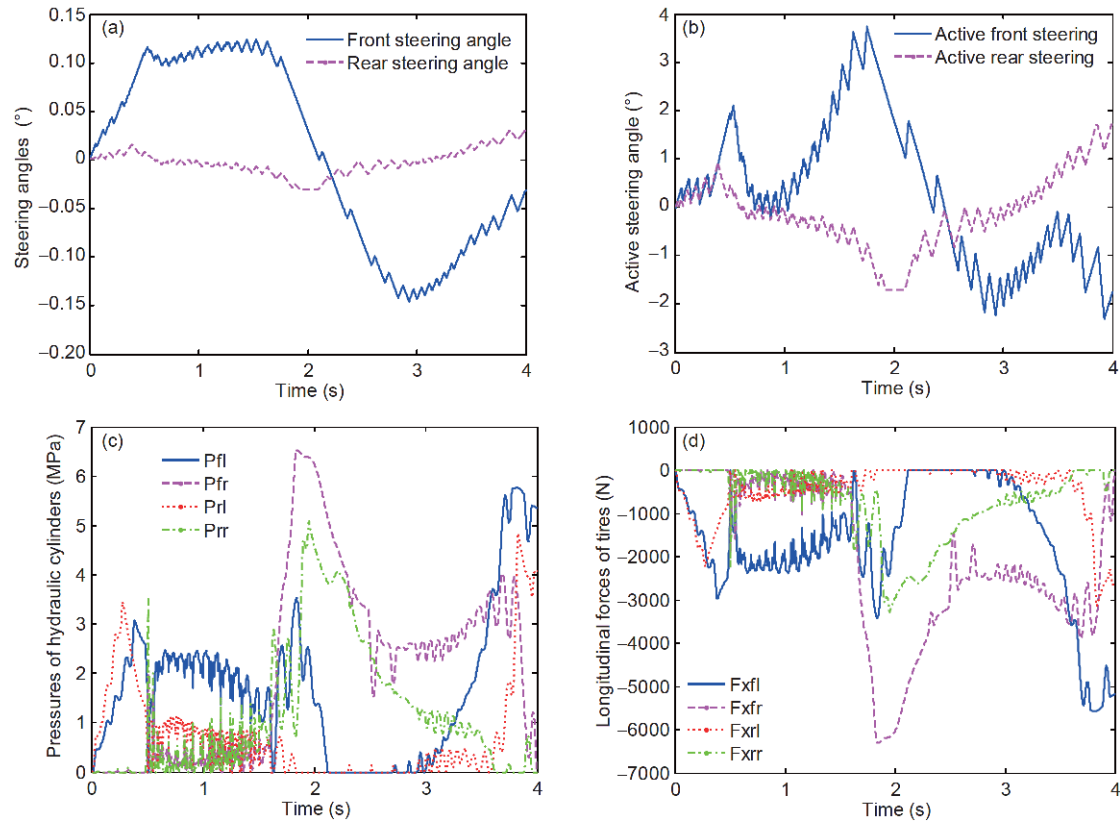 (a)
Front steering angle
Rear steering angle
0.15
0.10
0.05
0
−0.05
−0.10
−0.15
−0.20
Steering angles (°)
0 1 2 3 4
Time (s)
(b)
Active front steering
Active rear steering
4
3
2
1
0
−1
−2
−3
Active steering angle (°)
0 1 2 3 4
Time (s)
(c)
Pfl
Pfr
Prl
Prr
7
6
5
4
3
2
1
0
Pressures of hydraulic cylinders (MPa)
0 1 2 3 4
Time (s)
(d)
1000
0
−1000
−2000
−3000
−4000
−5000
−6000
−7000
Longitudinal forces of tires (N)
Fxfl
Fxfr
Fxrl
Fxrr
0 1 2 3 4
Time (s)